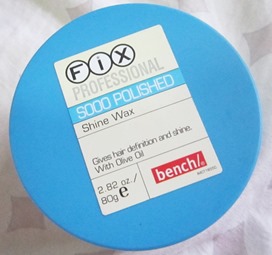 FiX
PROFESSIONAL
SOOO POLISHED
Shine Wax
Gives hair definition and shine.
With Olive Oil
2.82 oz./
80g e
bench/.